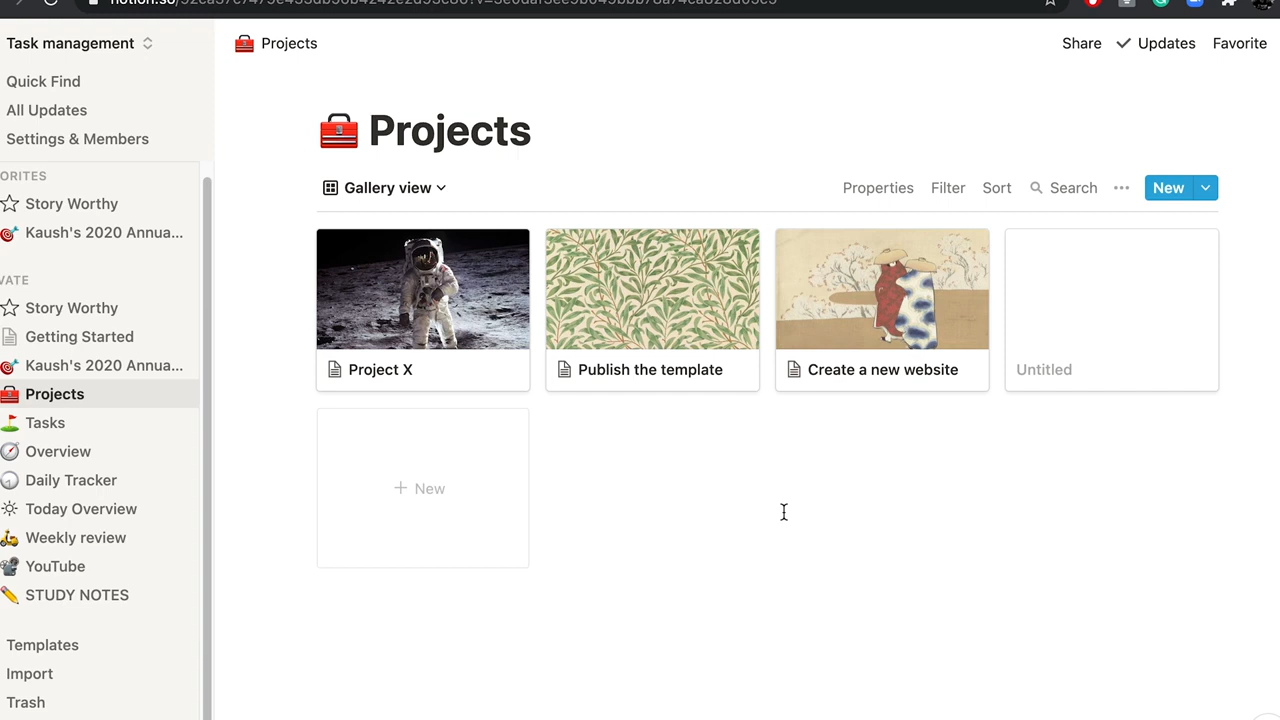 Task management
Projects
Share
Updates
Favorite
Quick Find
All Updates
Settings & Members
ORITES
Story Worthy
Kaush's 2020 Annua...
VATE
Story Worthy
Getting Started
Kaush's 2020 Annua...
Projects
Tasks
Overview
Daily Tracker
Today Overview
Weekly review
YouTube
STUDY NOTES
Templates
Import
Trash
Projects
Gallery view
Properties
Filter
Sort
Search
New
Project X
Publish the template
Create a new website
Untitled
+ New